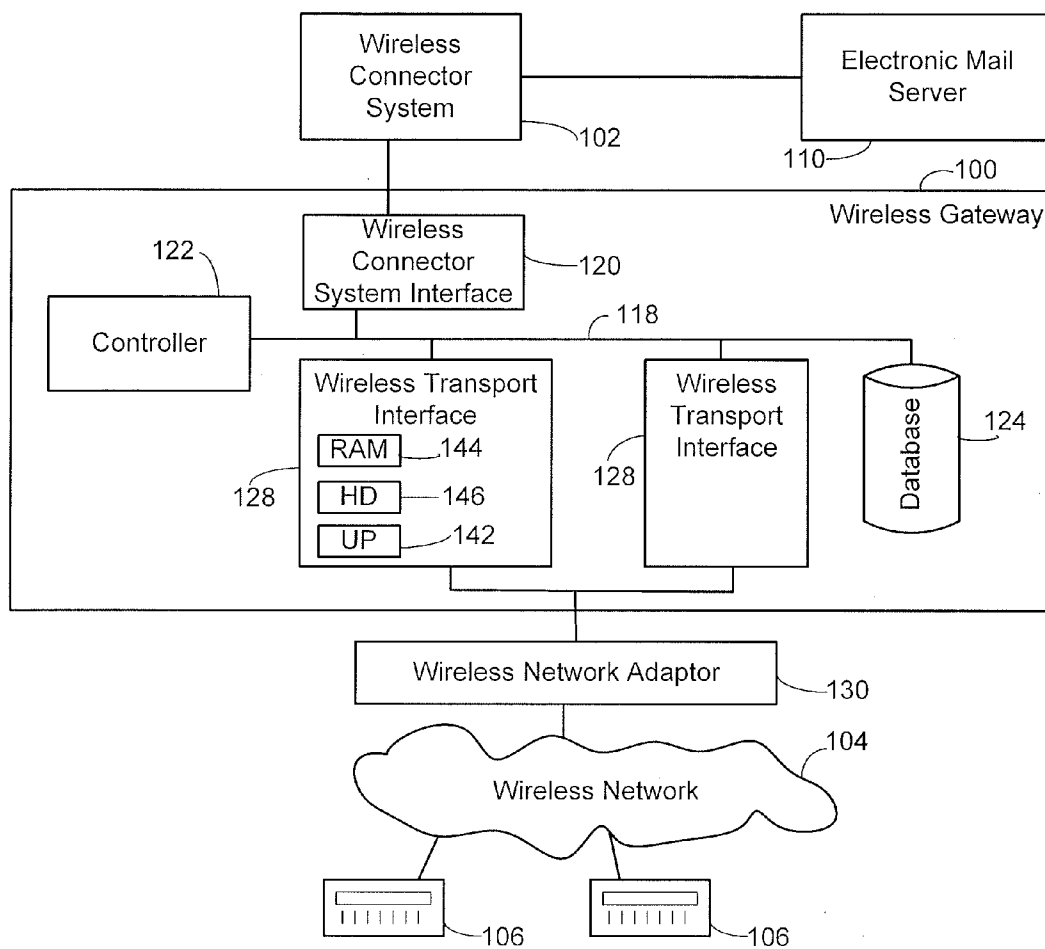 Wireless
Connector
System
102
Electronic Mail
Server
110
100
Wireless Gateway
Wireless
Connector
System Interface
120
122
Controller
118
Wireless Transport
Interface
RAM
144
HD
146
UP
142
128
Wireless
Transport
Interface
128
Database
124
Wireless Network Adaptor
130
104
Wireless Network
106
106